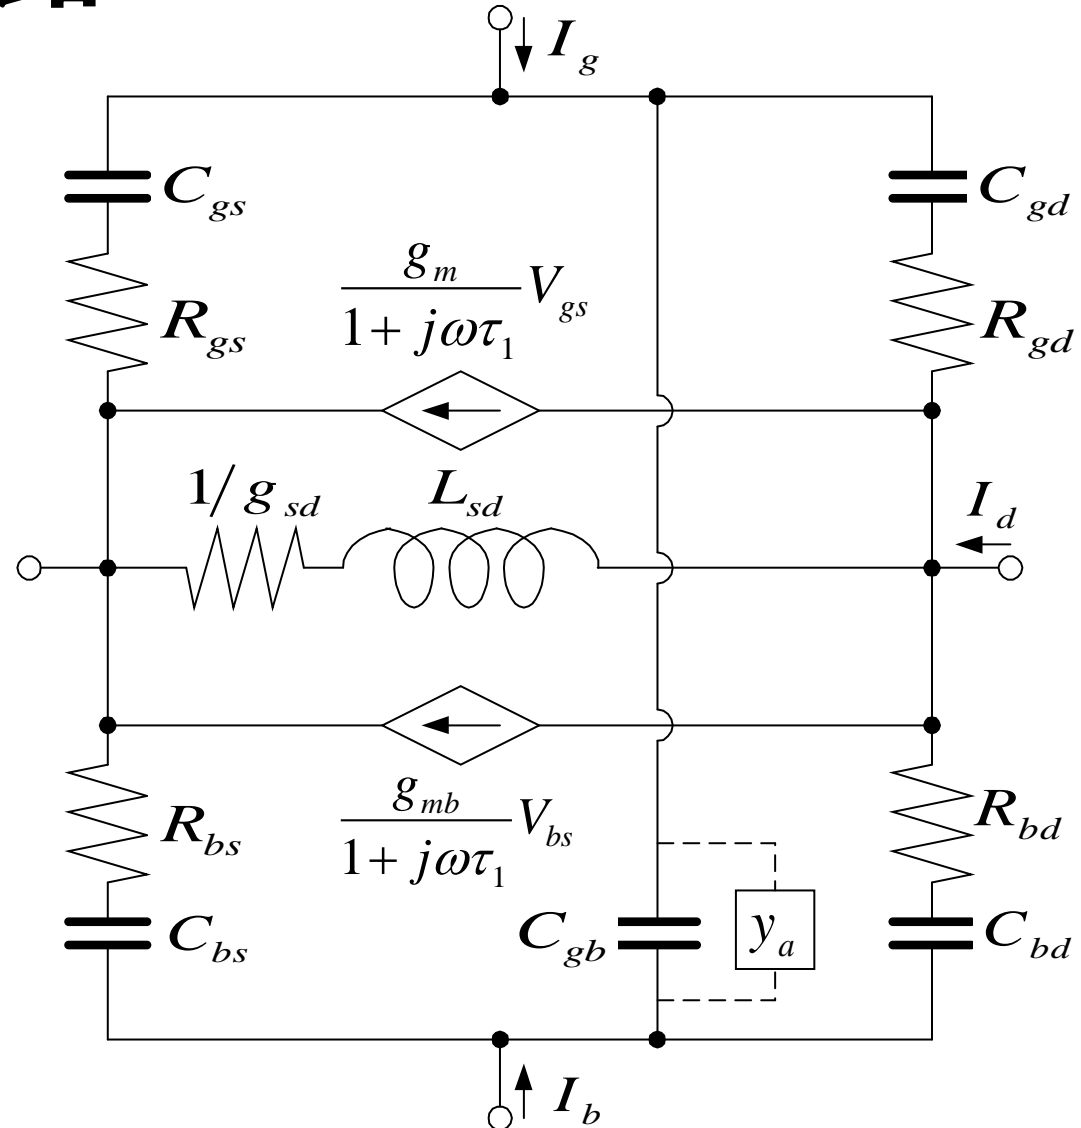 I_g
C_gs
C_gd
g_m / (1 + jωτ_1) V_gs
R_gs
R_gd
1/g_sd
L_sd
I_d
g_mb / (1 + jωτ_1) V_bs
R_bs
R_bd
C_bs
C_gb
y_a
C_bd
I_b